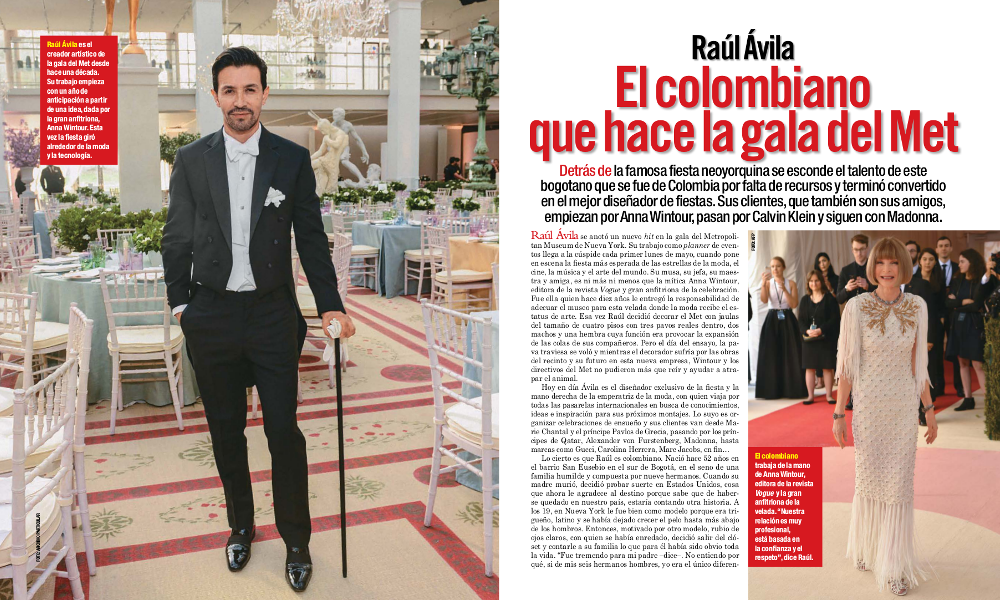 Raúl Ávila es el
creador artístico de
la gala del Met desde
hace una década.
Su trabajo empieza
con un año de
anticipación a partir
de una idea, dada por
la gran anfitriona,
Anna Wintour. Esta
vez la fiesta giró
alrededor de la moda
y la tecnología.
Raúl Ávila
El colombiano
que hace la gala del Met
Detrás de la famosa fiesta neoyorquina se esconde el talento de este
bogotano que se fue de Colombia por falta de recursos y terminó convertido
en el mejor diseñador de fiestas. Sus clientes, que también son sus amigos,
empiezan por Anna Wintour, pasan por Calvin Klein y siguen con Madonna.
Raúl Ávila se anotó un nuevo hit en la gala del Metropoli-
tan Museum de Nueva York. Su trabajo como planner de even-
tos llega a la cúspide cada primer lunes de mayo, cuando pone
en escena la fiesta más esperada de las estrellas de la moda, el
cine, la música y el arte del mundo. Su musa, su jefa, su maes-
tra y amiga, es ni más ni menos que la mítica Anna Wintour,
editora de la revista Vogue y gran anfitriona de la celebración.
Fue ella quien hace diez años le entregó la responsabilidad de
adecuar el museo para esta velada donde la moda recibe el es-
tatus de arte. Esa vez Raúl decidió decorar el Met con jaulas
del tamaño de cuatro pisos con tres pavos reales dentro, dos
machos y una hembra cuya función era provocar la expansión
de las colas de sus compañeros. Pero el día del ensayo, la pa-
va traviesa se voló y mientras el decorador sufría por las obras
del recinto y su futuro en esta nueva empresa, Wintour y los
directivos del Met no pudieron más que reír y ayudar a atra-
par el animal.
Hoy en día Ávila es el diseñador exclusivo de la fiesta y la
mano derecha de la emperatriz de la moda, con quien viaja por
todas las pasarelas internacionales en busca de conocimientos,
ideas e inspiración para sus próximos montajes. Lo suyo es or-
ganizar celebraciones de ensueño y sus clientes van desde Ma-
rie Chantal y el príncipe Pavlos de Grecia, pasando por los prín-
cipes de Qatar, Alexander von Furstenberg, Madonna, hasta
marcas como Gucci, Carolina Herrera, Marc Jacobs, en fin...
Lo cierto es que Raúl es colombiano. Nació hace 52 años en
el barrio San Eusebio en el sur de Bogotá, en el seno de una
familia humilde y compuesta por nueve hermanos. Cuando su
madre murió, decidió probar suerte en Estados Unidos, cosa
que ahora le agradece al destino porque sabe que de haber-
se quedado en nuestro país, estaría contando otra historia. A
los 19, en Nueva York le fue bien como modelo porque era tri-
gueño, latino y se había dejado crecer el pelo hasta más abajo
de los hombros. Entonces, motivado por otro modelo, rubio de
ojos claros, con quien se había enredado, decidió salir del cló-
set y contarle a su familia lo que para él había sido obvio toda
la vida. "Fue tremendo para mi padre –dice–. No entiendo por
qué, si de mis seis hermanos hombres, yo era el único diferen-
El colombiano
trabaja de la mano
de Anna Wintour,
editora de la revista
Vogue y la gran
anfitriona de la
velada. "Nuestra
relación es muy
profesional,
está basada en
la confianza y el
respeto", dice Raúl.